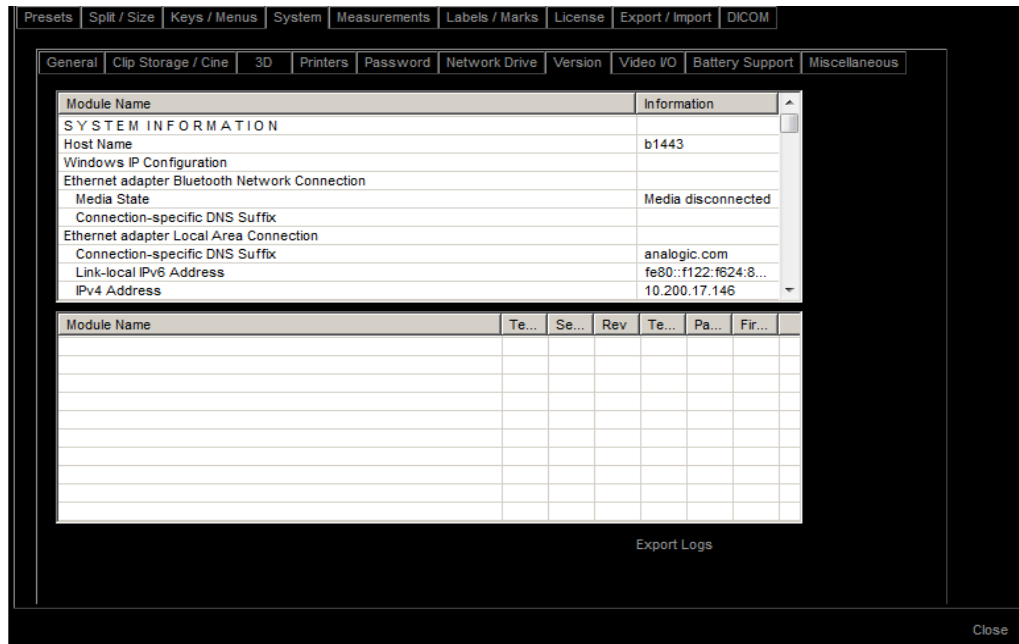 Presets Split / Size Keys / Menus System Measurements Labels / Marks License Export / Import DICOM
General Clip Storage / Cine 3D Printers Password Network Drive Version Video I/O Battery Support Miscellaneous
Module Name Information
S Y S T E M I N F O R M A T I O N
Host Name b1443
Windows IP Configuration
Ethernet adapter Bluetooth Network Connection
Media State Media disconnected
Connection-specific DNS Suffix
Ethernet adapter Local Area Connection
Connection-specific DNS Suffix analogic.com
Link-local IPv6 Address fe80::f122:f624:8...
IPv4 Address 10.200.17.146
Module Name Te... Se... Rev Te... Pa... Fir...
Export Logs
Close